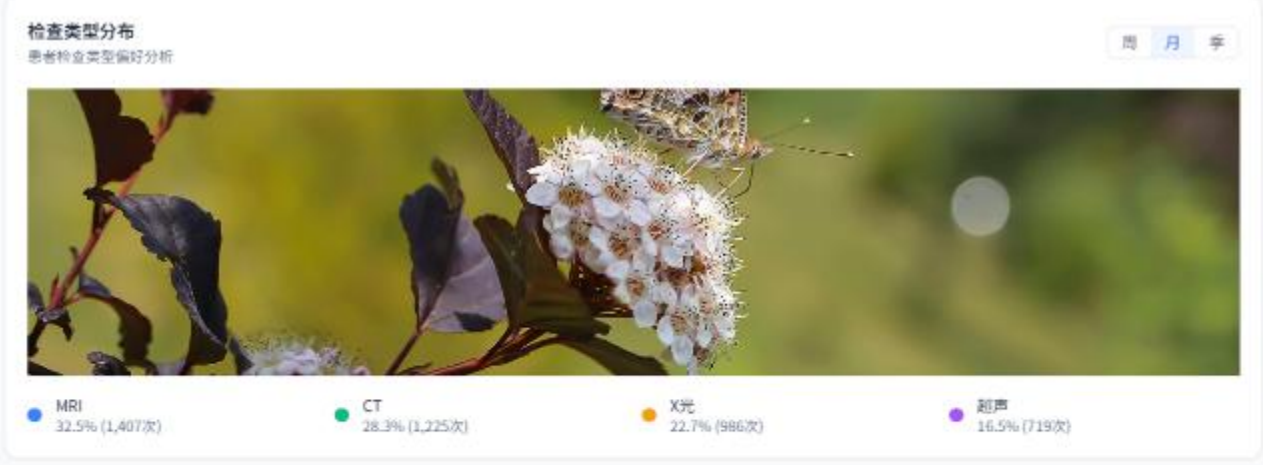 检查类型分布
患者检查类型偏好分析
周 月 季
MRI
32.5% (1,407次)
CT
28.3% (1,225次)
X光
22.7% (986次)
超声
16.5% (719次)